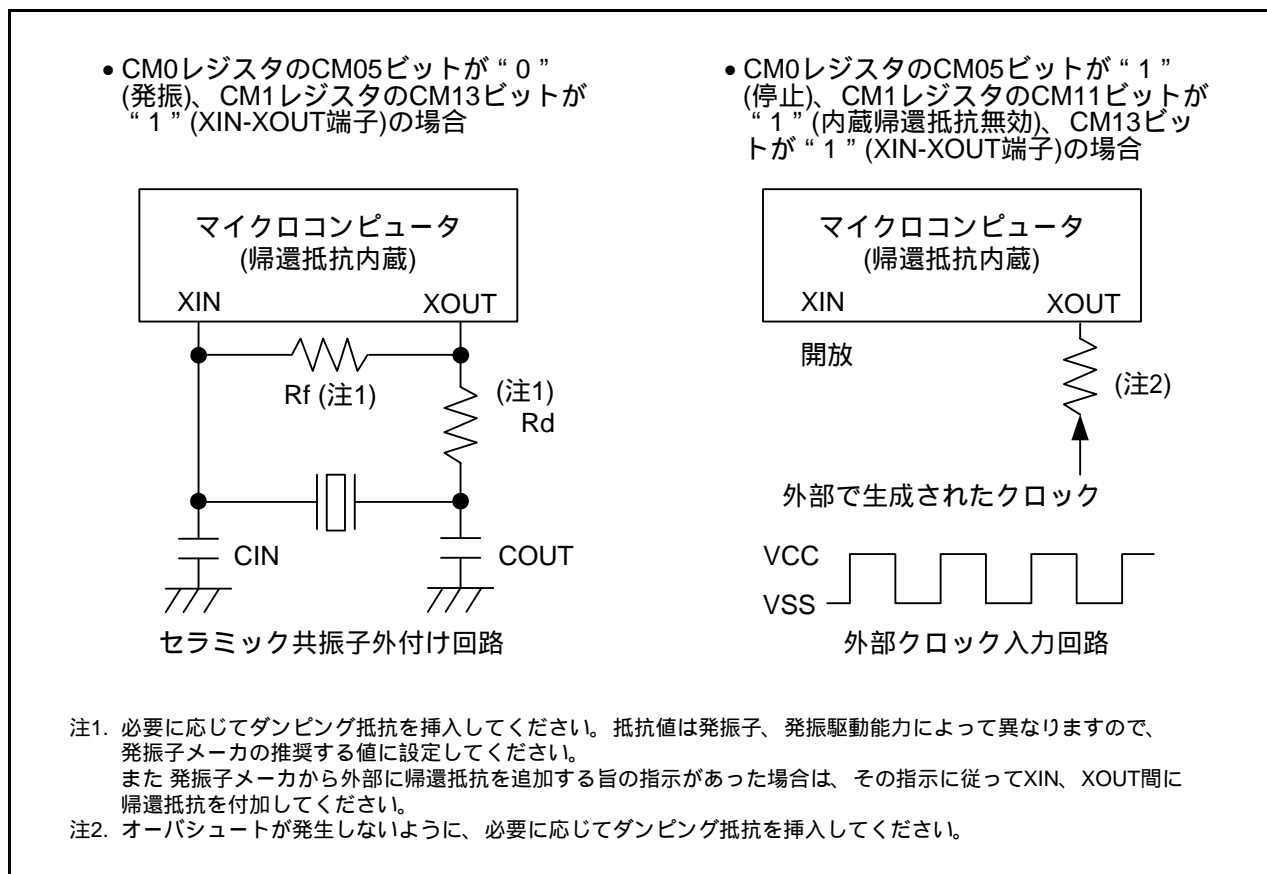 • CM0レジスタのCM05ビットが“0”
(発振)、CM1レジスタのCM13ビットが
“1”(XIN-XOUT端子)の場合
マイクロコンピュータ
(帰還抵抗内蔵)
XIN
XOUT
Rf (注1)
(注1)
Rd
CIN
COUT
セラミック共振子外付け回路
• CM0レジスタのCM05ビットが“1”
(停止)、CM1レジスタのCM11ビットが
“1”(内蔵帰還抵抗無効)、CM13ビッ
トが“1”(XIN-XOUT端子)の場合
マイクロコンピュータ
(帰還抵抗内蔵)
XIN
XOUT
開放
(注2)
外部で生成されたクロック
VCC
VSS
外部クロック入力回路
注1. 必要に応じてダンピング抵抗を挿入してください。抵抗値は発振子、発振駆動能力によって異なりますので、
発振子メーカの推奨する値に設定してください。
また 発振子メーカから外部に帰還抵抗を追加する旨の指示があった場合は、その指示に従ってXIN、XOUT間に
帰還抵抗を付加してください。
注2. オーバシュートが発生しないように、必要に応じてダンピング抵抗を挿入してください。